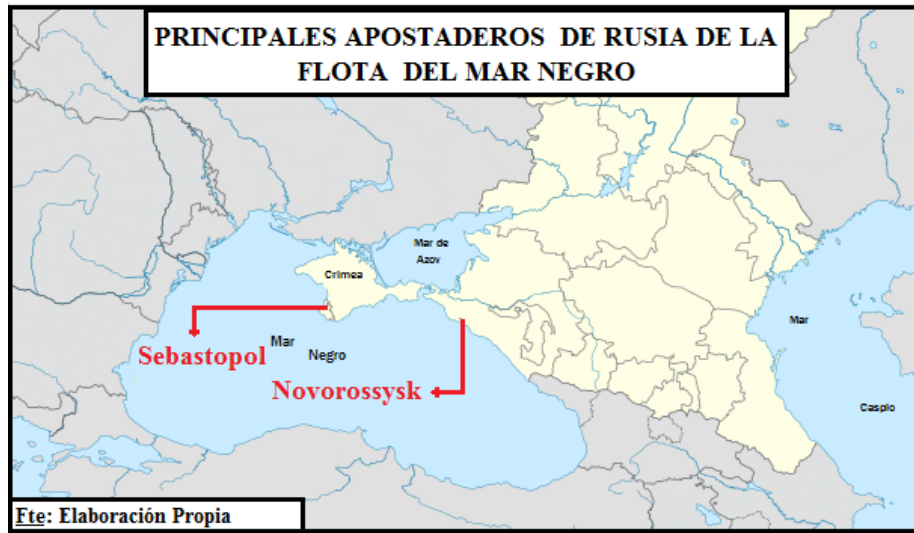 PRINCIPALES APOSTADEROS DE RUSIA DE LA
FLOTA DEL MAR NEGRO
Mar de
Azov
Crimea
Sebastopol
Mar
Negro
Novorossysk
Mar
Caspio
Fte: Elaboración Propia